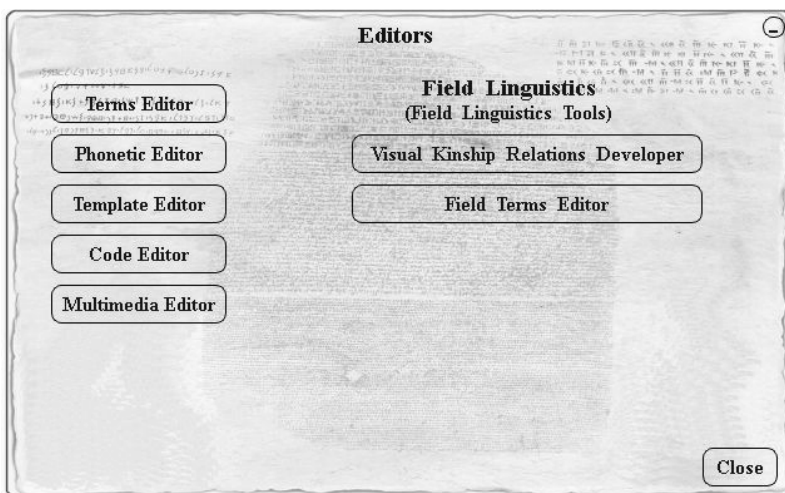 Editors
Terms Editor
Phonetic Editor
Template Editor
Code Editor
Multimedia Editor
Field Linguistics
(Field Linguistics Tools)
Visual Kinship Relations Developer
Field Terms Editor
Close